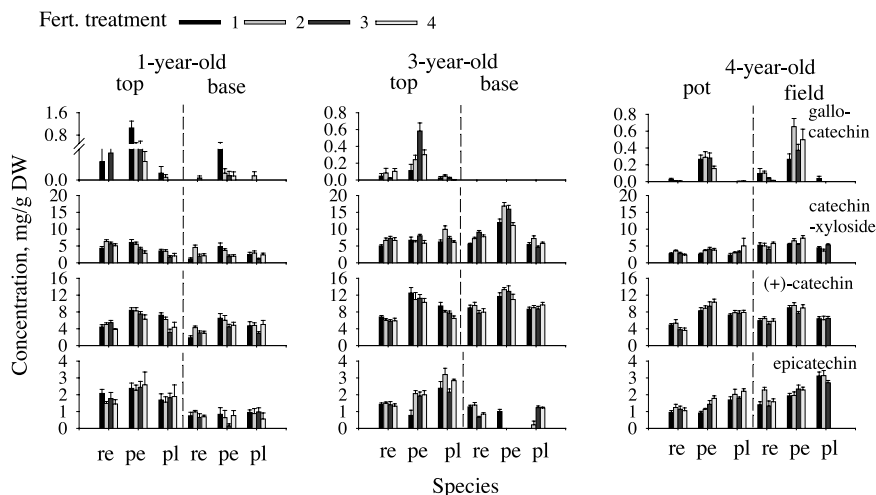 Fert. treatment 1 2 3 4
1-year-old 3-year-old 4-year-old
top base top base pot field
Concentration, mg/g DW
1.6 0.8 0.0
0.8 0.6 0.4 0.2 0.0
0.8 0.6 0.4 0.2 0.0
gallo-
catechin
20 15 10 5 0
20 15 10 5 0
20 15 10 5 0
catechin
-xyloside
16 12 8 4 0
16 12 8 4 0
16 12 8 4 0
(+)-catechin
4 3 2 1 0
4 3 2 1 0
4 3 2 1 0
epicatechin
re pe pl re pe pl re pe pl re pe pl re pe pl re pe pl
Species